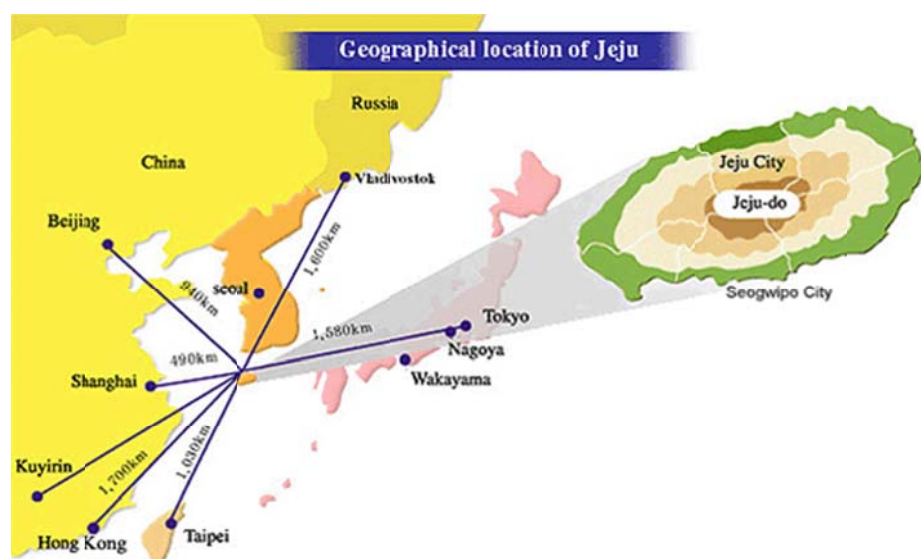 Geographical location of Jeju
Russia
China
Vladivostok
Beijing
Jeju City
Jeju-do
Seogwipo City
seoal
1,600km
940km
1,580km
Tokyo
Nagoya
Wakayama
490km
Shanghai
Kuyirin
1,700km
1,030km
Hong Kong
Taipei